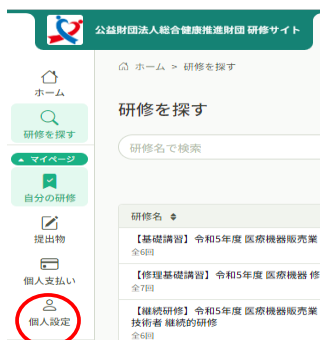 公益財団法人総合健康推進財団 研修サイト
ホーム > 研修を探す
ホーム
研修を探す
マイページ
自分の研修
提出物
個人支払い
個人設定
研修を探す
研修名で検索
研修名
【基礎講習】令和5年度 医療機器販売業
全6回
【修理基礎講習】令和5年度 医療機器 修
全7回
【継続研修】令和5年度 医療機器販売業
技術者 継続的研修
全6回